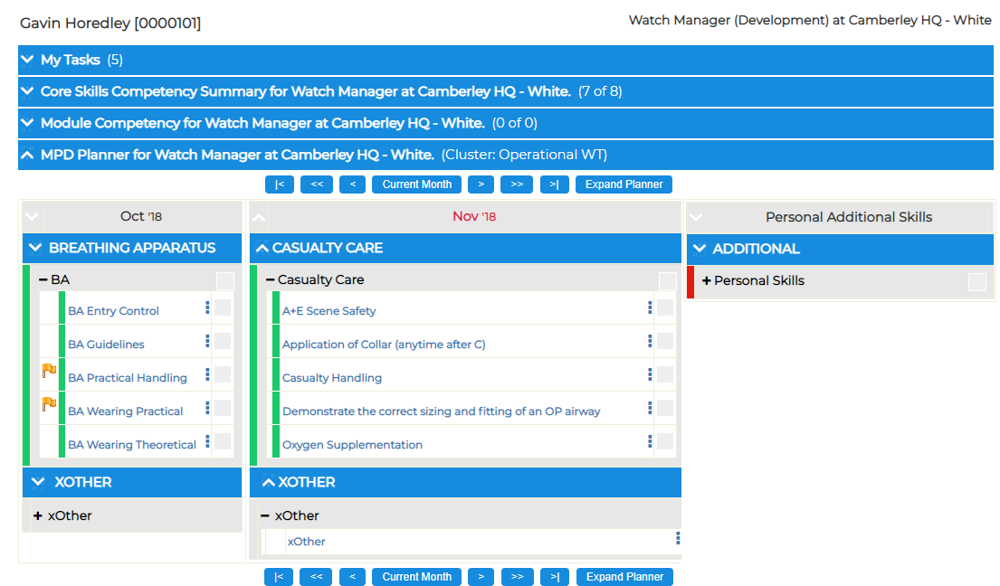 Gavin Horedley [0000101]
Watch Manager (Development) at Camberley HQ - White
My Tasks (5)
Core Skills Competency Summary for Watch Manager at Camberley HQ - White. (7 of 8)
Module Competency for Watch Manager at Camberley HQ - White. (0 of 0)
MPD Planner for Watch Manager at Camberley HQ - White. (Cluster: Operational WT)
|< << < Current Month > >> >| Expand Planner
Oct '18
BREATHING APPARATUS
BA
BA Entry Control
BA Guidelines
BA Practical Handling
BA Wearing Practical
BA Wearing Theoretical
XOTHER
+ xOther
Nov '18
CASUALTY CARE
Casualty Care
A+E Scene Safety
Application of Collar (anytime after C)
Casualty Handling
Demonstrate the correct sizing and fitting of an OP airway
Oxygen Supplementation
XOTHER
xOther
xOther
Personal Additional Skills
ADDITIONAL
+ Personal Skills
|< << < Current Month > >> >| Expand Planner